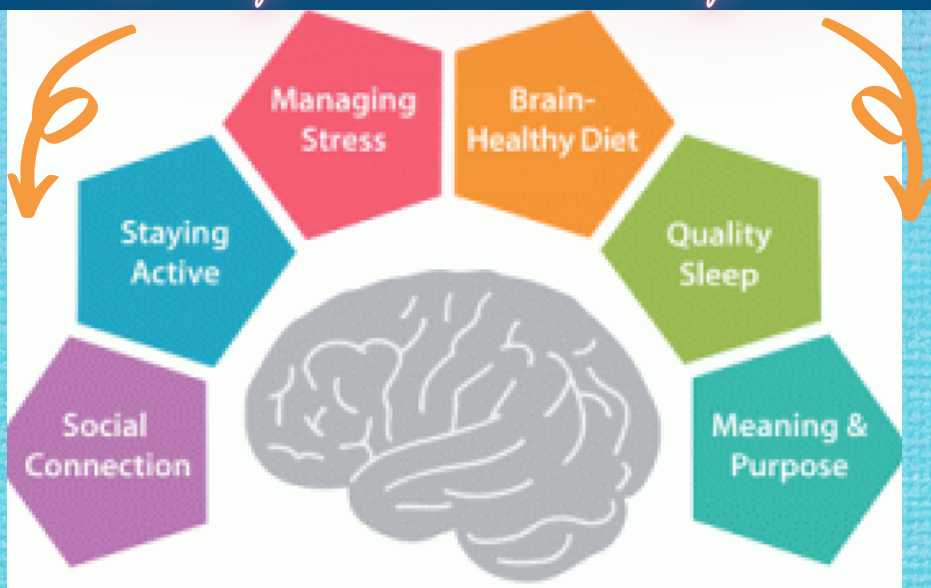 Managing
Stress
Brain-
Healthy Diet
Staying
Active
Quality
Sleep
Social
Connection
Meaning &
Purpose